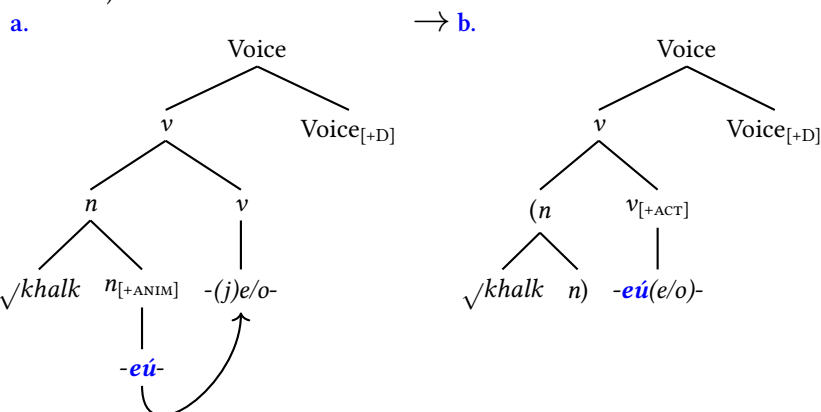 a. → b.
Voice Voice
v Voice[+D] v Voice[+D]
n v (n v[+ACT]
√khalk n[+ANIM] -(j)e/o- √khalk n) -eú(e/o)-
-eú-